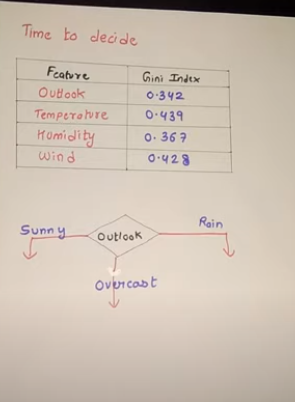 Time to decide
Feature Gini Index
Outlook 0.342
Temperature 0.439
Humidity 0.367
Wind 0.428
Sunny Outlook Rain
Overcast